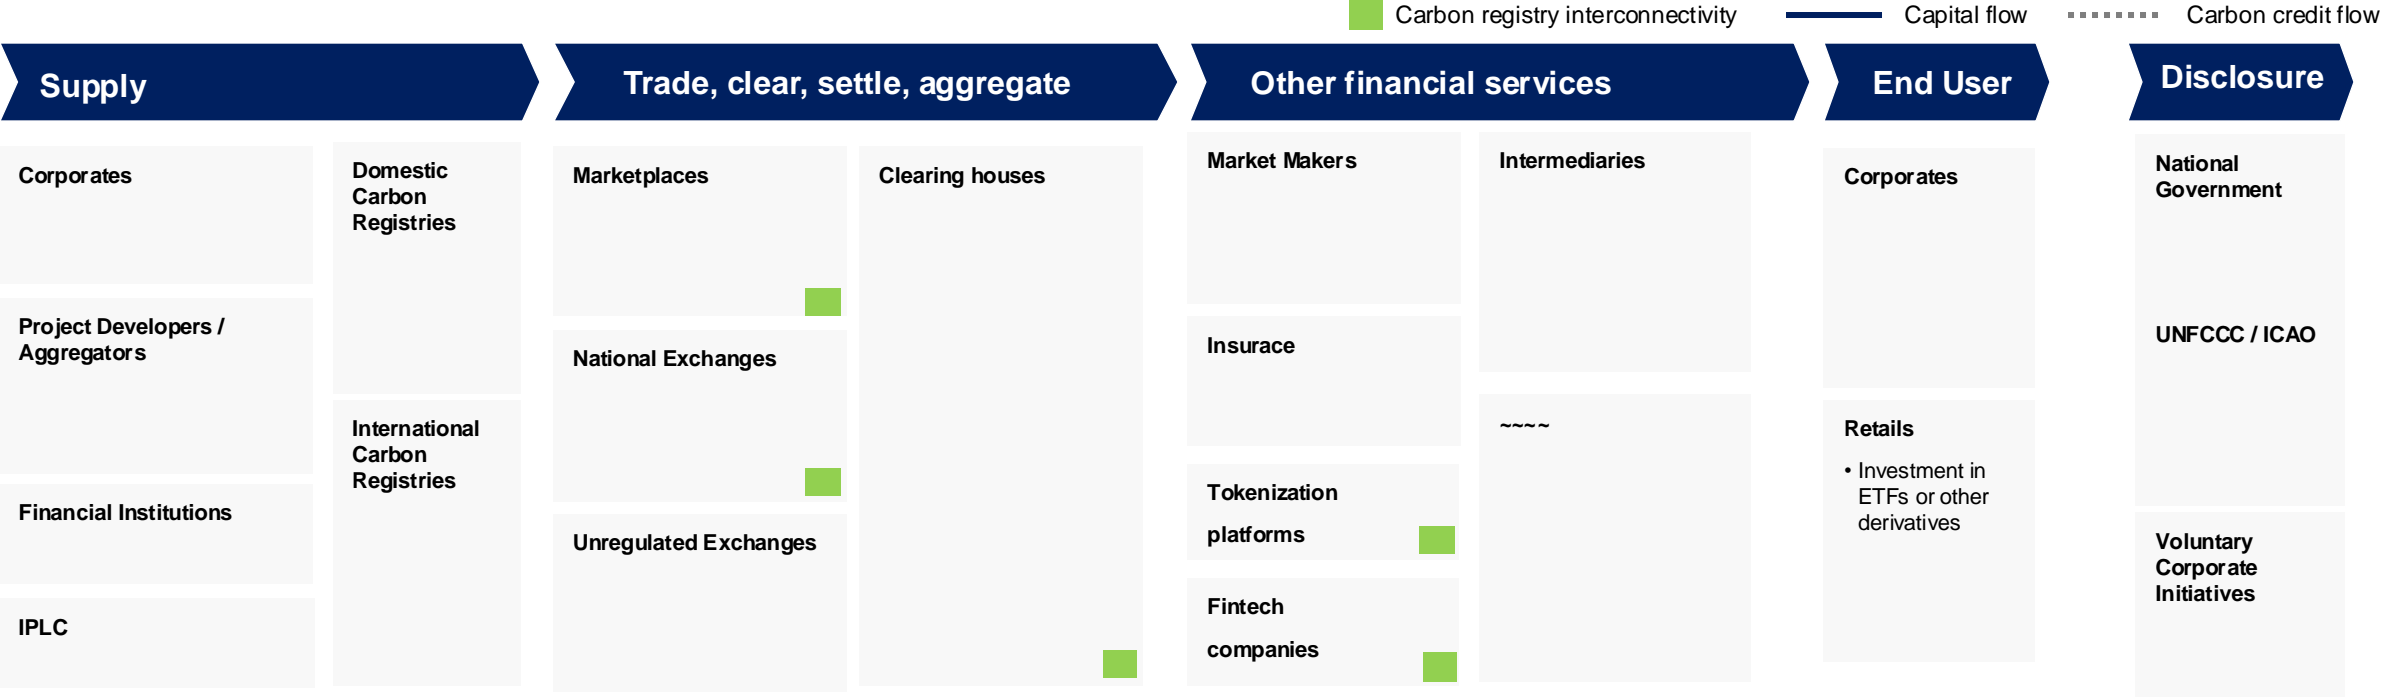 Carbon registry interconnectivity
Capital flow
Carbon credit flow
Supply
Trade, clear, settle, aggregate
Other financial services
End User
Disclosure
Corporates
Project Developers /
Aggregators
Financial Institutions
IPLC
Domestic
Carbon
Registries
International
Carbon
Registries
Marketplaces
National Exchanges
Unregulated Exchanges
Clearing houses
Market Makers
Insurace
Tokenization
platforms
Fintech
companies
Intermediaries
~~~~
Corporates
Retails
• Investment in
ETFs or other
derivatives
National
Government
UNFCCC / ICAO
Voluntary
Corporate
Initiatives